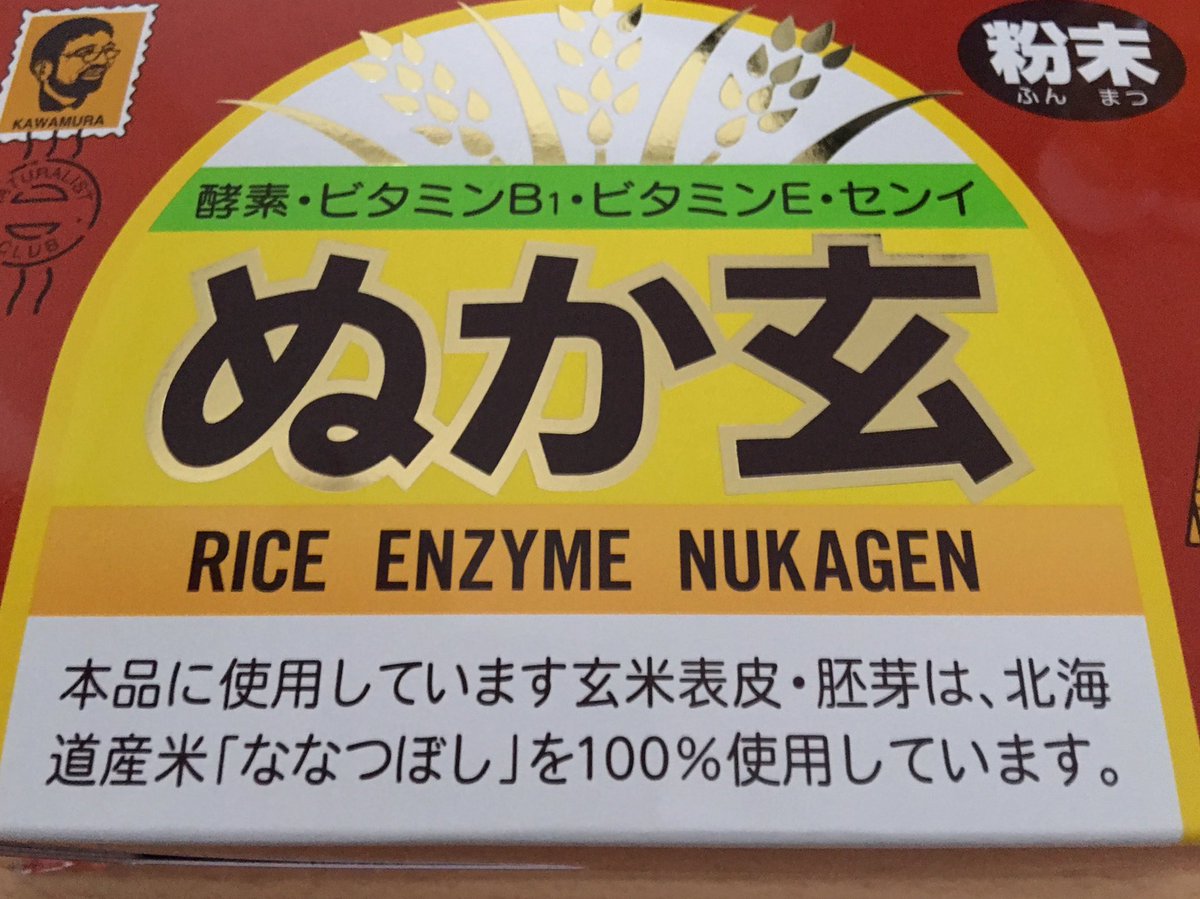 KAWAMURA
NATURALIST
CLUB
粉末
ふん まつ
酵素・ビタミンB1・ビタミンE・センイ
ぬか玄
RICE ENZYME NUKAGEN
本品に使用しています玄米表皮・胚芽は、北海
道産米「ななつぼし」を100%使用しています。